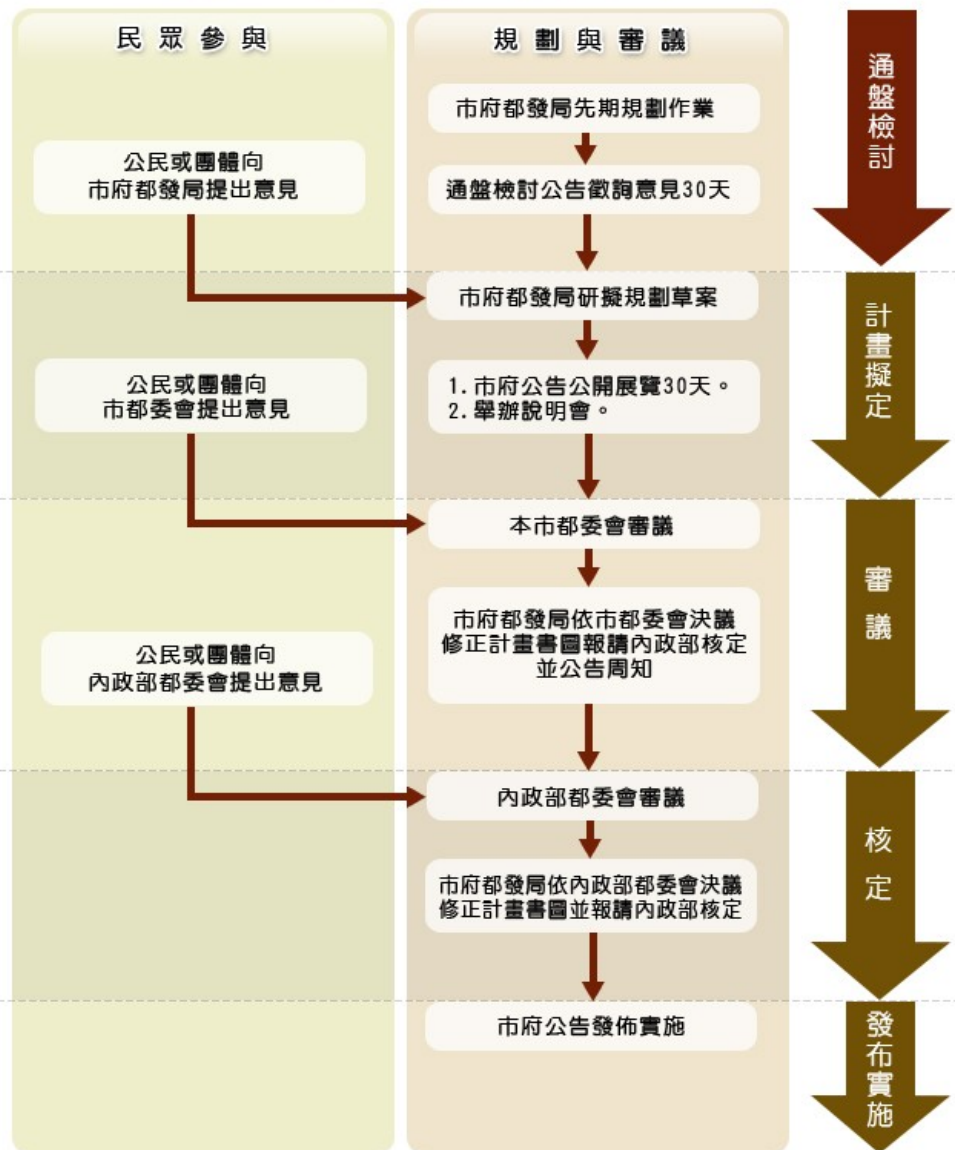 民眾參與
規劃與審議
通盤檢討
市府都發局先期規劃作業
公民或團體向
市府都發局提出意見
通盤檢討公告徵詢意見30天
市府都發局研擬規劃草案
計畫擬定
公民或團體向
市都委會提出意見
1.市府公告公開展覽30天。
2.舉辦說明會。
本市都委會審議
審議
市府都發局依市都委會決議
修正計畫書圖報請內政部核定
並公告周知
公民或團體向
內政部都委會提出意見
內政部都委會審議
核定
市府都發局依內政部都委會決議
修正計畫書圖並報請內政部核定
市府公告發佈實施
發布實施